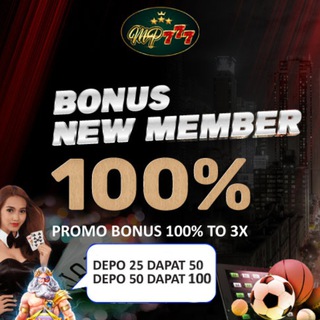 MP777
BONUS
NEW MEMBER
100%
PROMO BONUS 100% TO 3X
DEPO 25 DAPAT 50
DEPO 50 DAPAT 100